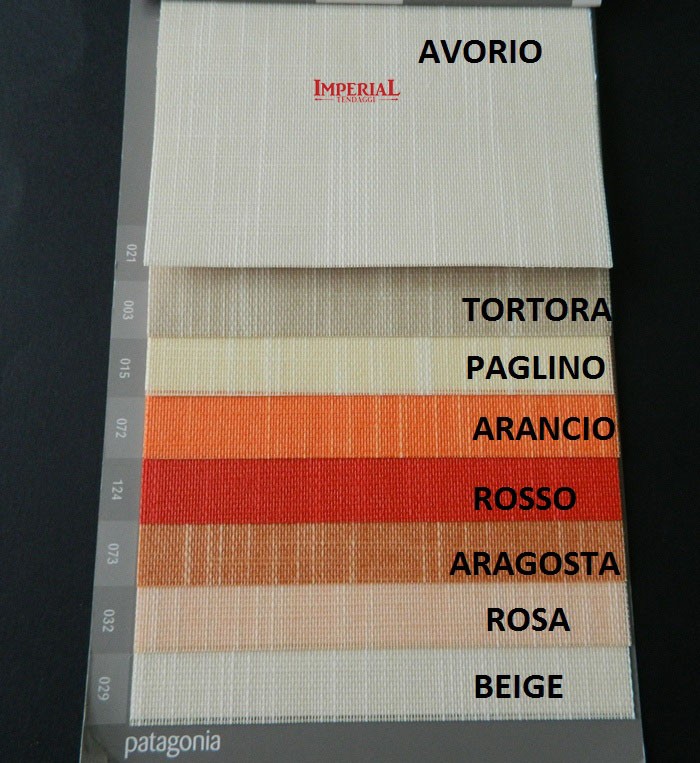 AVORIO
IMPERIAL
TENDAGGI
021
003
TORTORA
015
PAGLINO
072
ARANCIO
124
ROSSO
073
ARAGOSTA
032
ROSA
029
BEIGE
patagonia